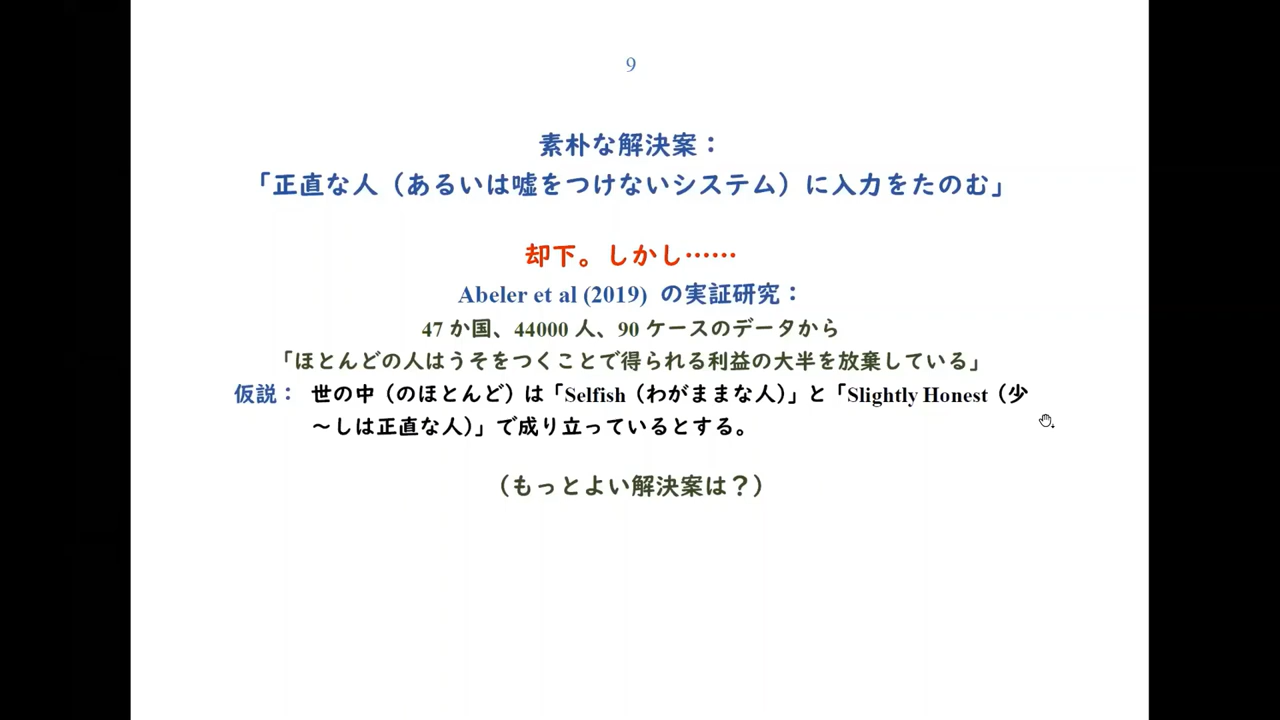 9
素朴な解決案：
「正直な人（あるいは嘘をつけないシステム）に入力をたのむ」
却下。しかし……
Abeler et al (2019) の実証研究：
47 か国、44000 人、90 ケースのデータから
「ほとんどの人はうそをつくことで得られる利益の大半を放棄している」
仮説： 世の中（のほとんど）は「Selfish（わがままな人）」と「Slightly Honest（少
〜しは正直な人）」で成り立っているとする。
（もっとよい解決案は？）